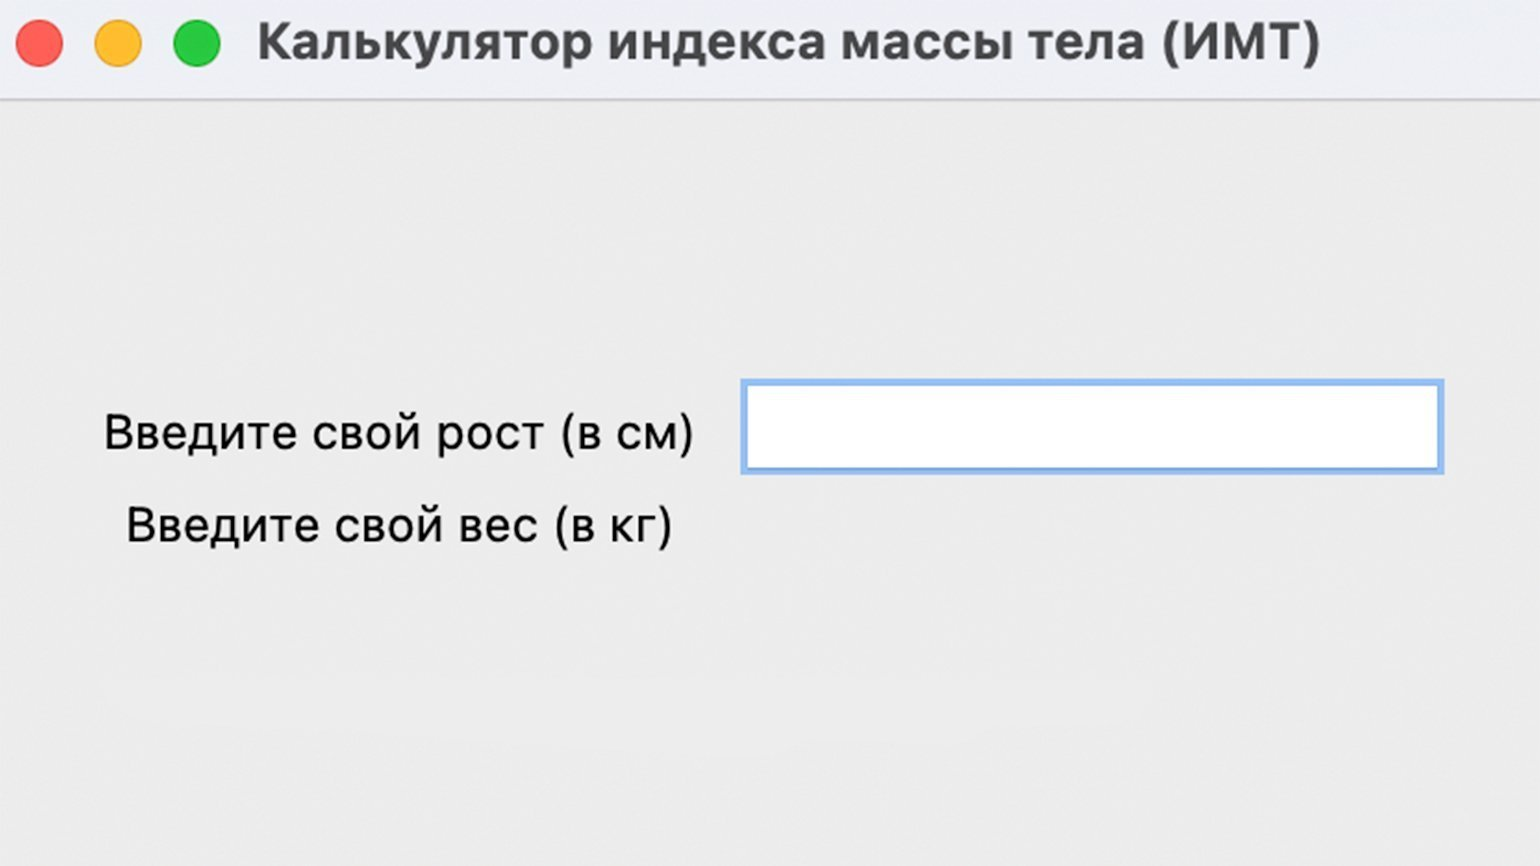 Калькулятор индекса массы тела (ИМТ)
Введите свой рост (в см)
Введите свой вес (в кг)